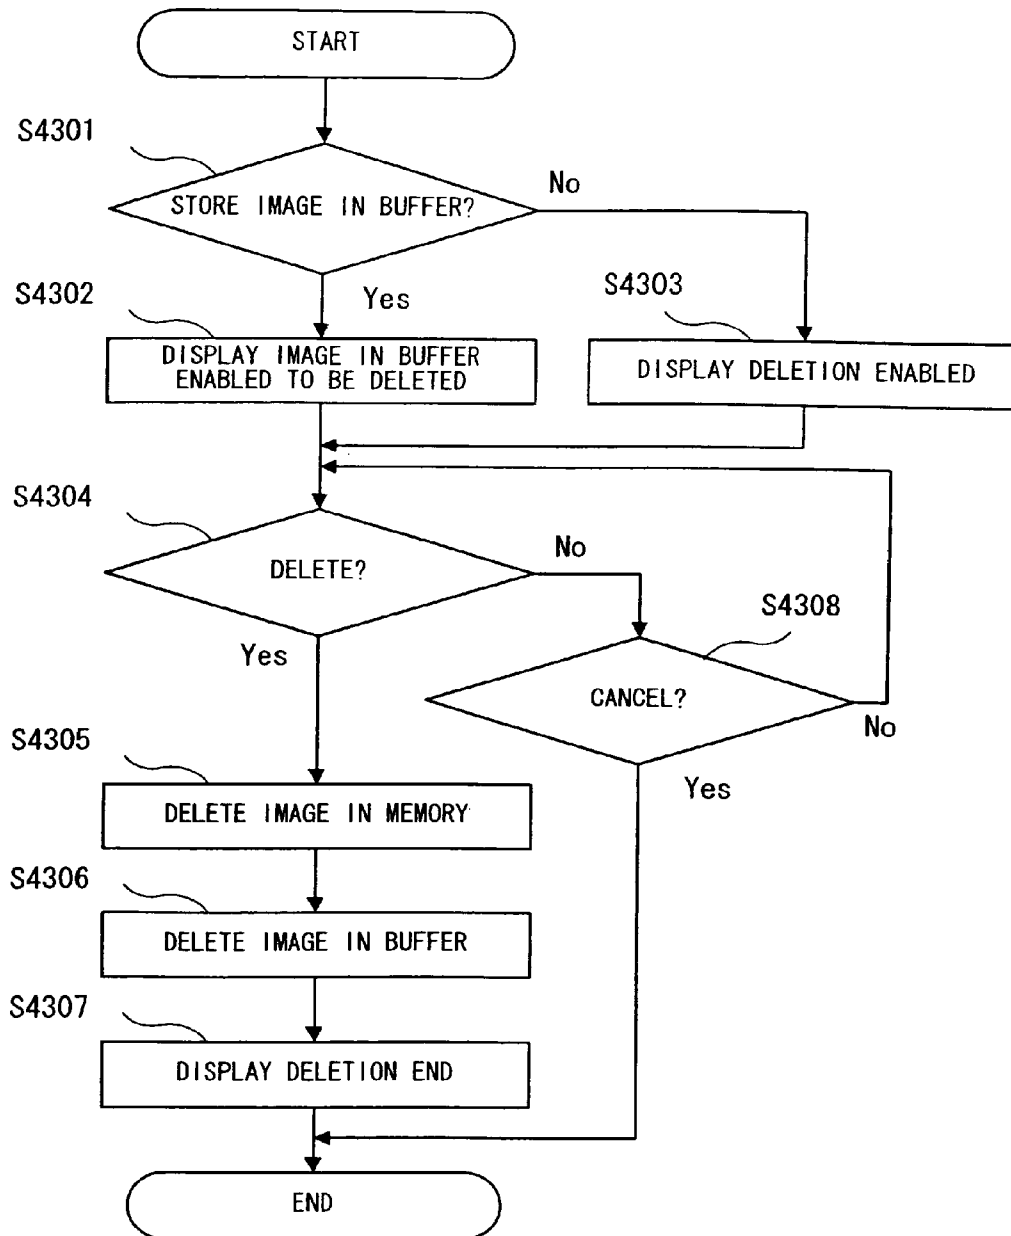 START
S4301
STORE IMAGE IN BUFFER?
No
S4302
Yes
S4303
DISPLAY IMAGE IN BUFFER
ENABLED TO BE DELETED
DISPLAY DELETION ENABLED
S4304
DELETE?
No
S4308
Yes
CANCEL?
No
S4305
Yes
DELETE IMAGE IN MEMORY
S4306
DELETE IMAGE IN BUFFER
S4307
DISPLAY DELETION END
END